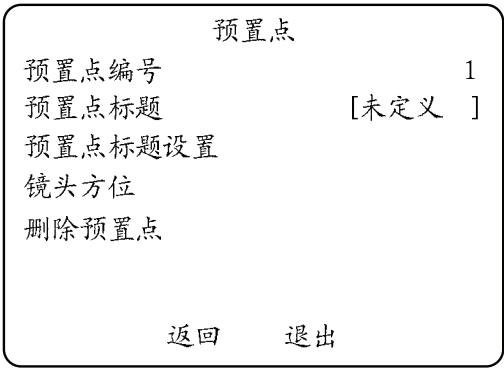 预置点
预置点编号 1
预置点标题 [未定义 ]
预置点标题设置
镜头方位
删除预置点
返回 退出